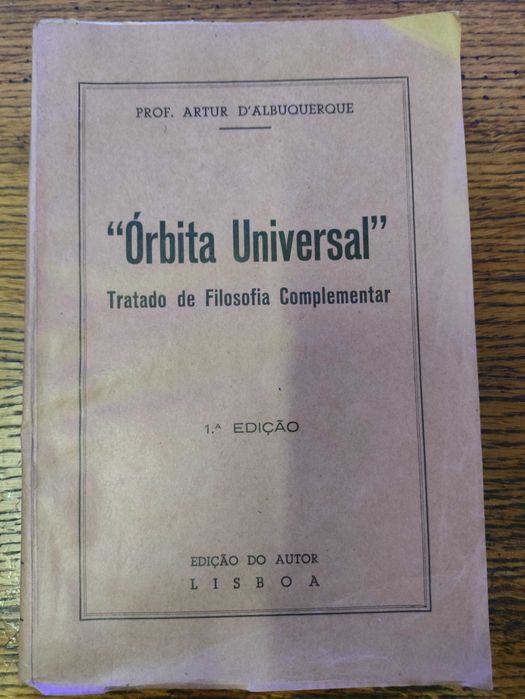 PROF. ARTUR D'ALBUQUERQUE
“Órbita Universal”
Tratado de Filosofia Complementar
1.ª EDIÇÃO
EDIÇÃO DO AUTOR
LISBOA